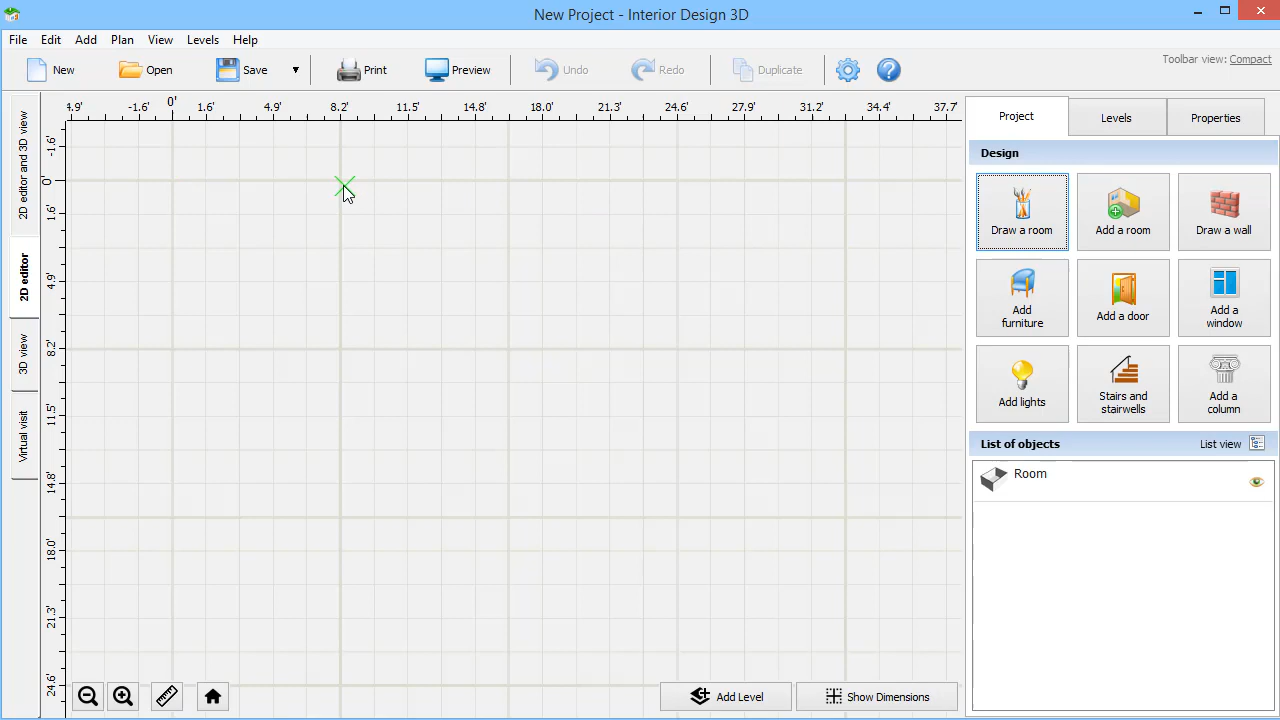 New Project - Interior Design 3D
File Edit Add Plan View Levels Help
New Open Save Print Preview Undo Redo Duplicate
Toolbar view: Compact
4.9' -1.6' 0' 1.6' 4.9' 8.2' 11.5' 14.8' 18.0' 21.3' 24.6' 27.9' 31.2' 34.4' 37.7'
-1.6'
0'
1.6'
4.9'
8.2'
11.5'
14.8'
18.0'
21.3'
24.6'
2D editor and 3D view
2D editor
3D view
Virtual visit
Project Levels Properties
Design
Draw a room Add a room Draw a wall
Add furniture
Add a door
Add a window
Add lights
Stairs and stairwells
Add a column
List of objects List view
Room
Add Level Show Dimensions